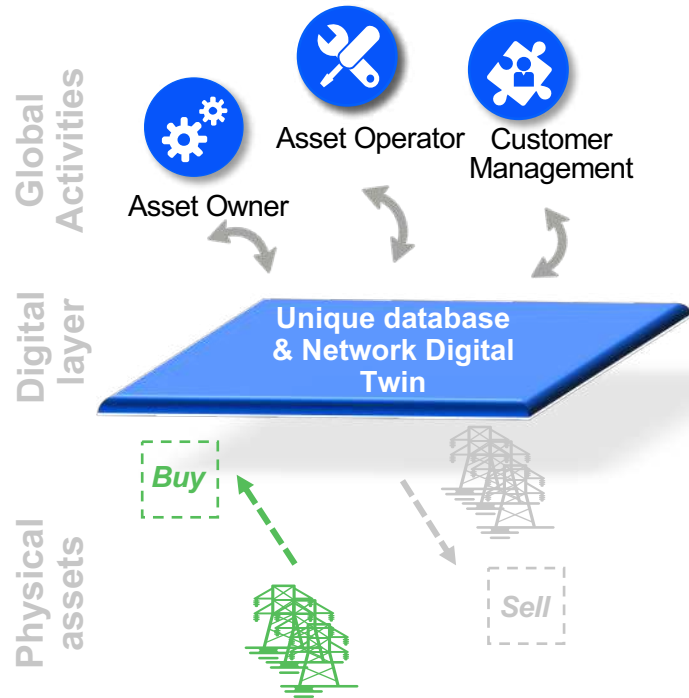 Global
Activities
Asset Owner
Asset Operator
Customer
Management
Digital
layer
Unique database
& Network Digital
Twin
Physical
assets
Buy
Sell